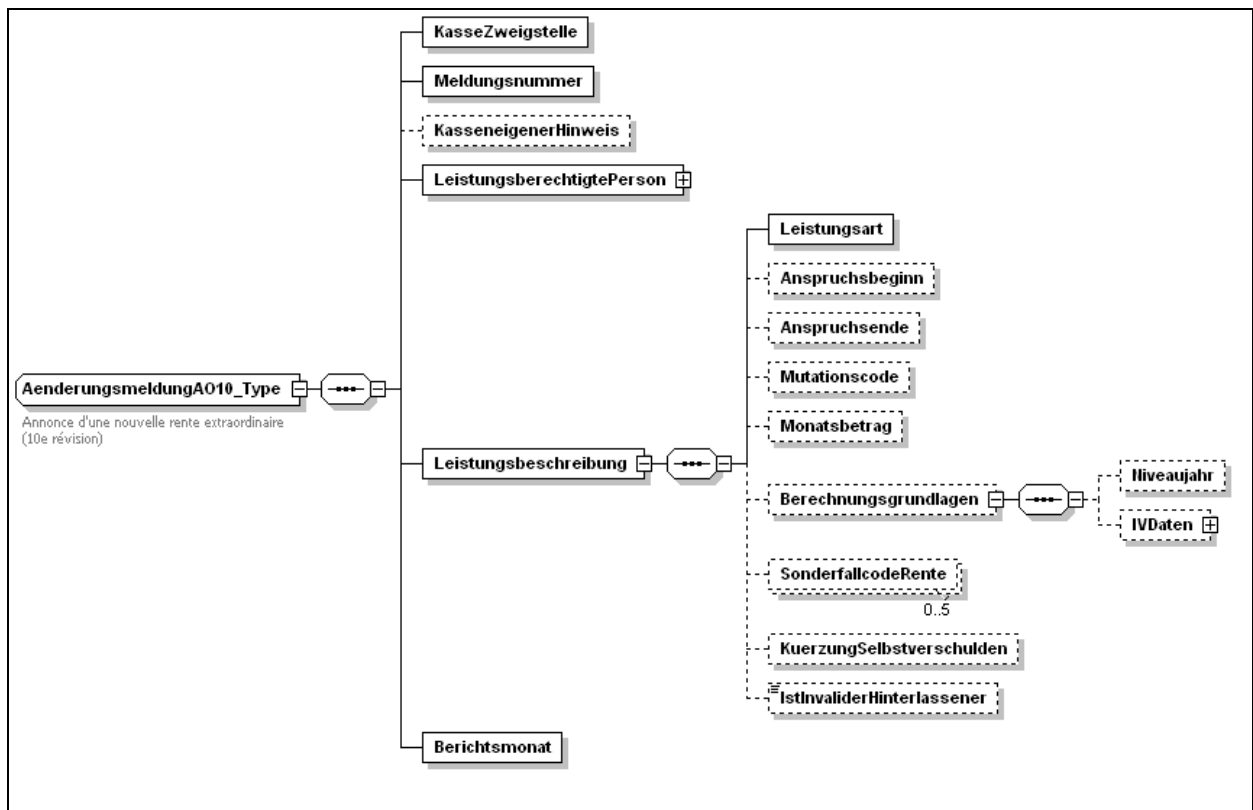 KasseZweigstelle
Meldungsnummer
KasseneigenerHinweis
LeistungsberechtigtePerson
Leistungsart
Anspruchsbeginn
Anspruchsende
Mutationscode
AenderungsmeldungAO10_Type
Annonce d'une nouvelle rente extraordinaire
(10e révision)
Monatsbetrag
Leistungsbeschreibung
Berechnungsgrundlagen
Niveaujahr
IVDaten
SonderfallcodeRente
0..5
KuerzungSelbstverschulden
IstInvaliderHinterlassener
Berichtsmonat